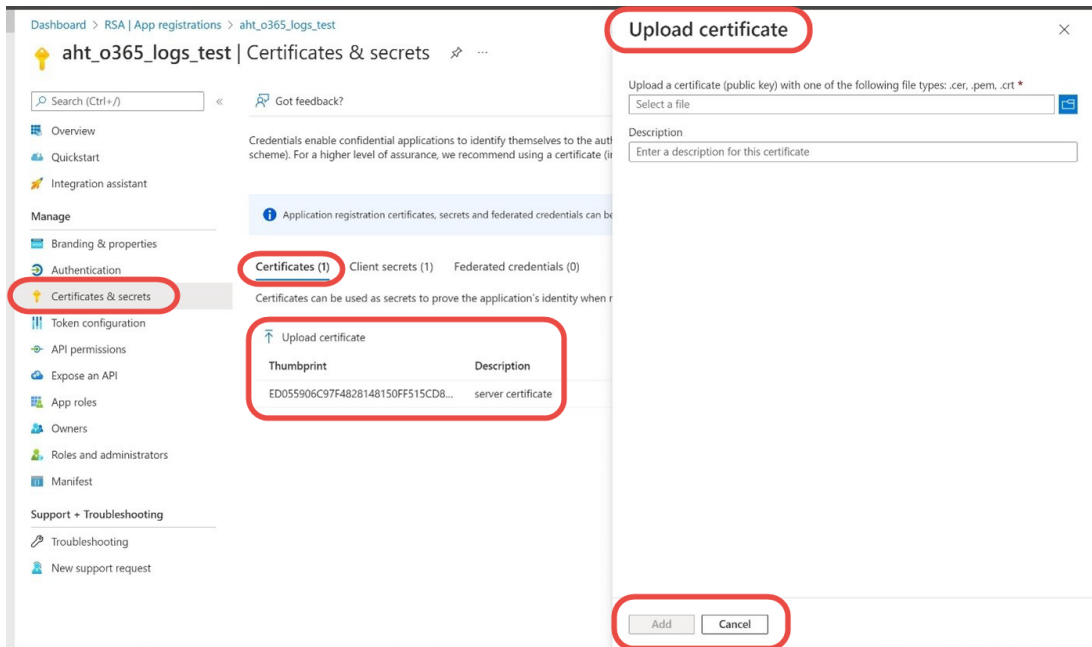 Dashboard > RSA | App registrations > aht_o365_logs_test
aht_o365_logs_test | Certificates & secrets
Search (Ctrl+/)
Overview
Quickstart
Integration assistant
Manage
Branding & properties
Authentication
Certificates & secrets
Token configuration
API permissions
Expose an API
App roles
Owners
Roles and administrators
Manifest
Support + Troubleshooting
Troubleshooting
New support request
Got feedback?
Credentials enable confidential applications to identify themselves to the aut
scheme). For a higher level of assurance, we recommend using a certificate (i
Application registration certificates, secrets and federated credentials can be
Certificates (1) Client secrets (1) Federated credentials (0)
Certificates can be used as secrets to prove the application's identity when r
Upload certificate
Thumbprint Description
ED055906C97F4828148150FF515CD8... server certificate
Upload certificate
Upload a certificate (public key) with one of the following file types: .cer, .pem, .crt *
Select a file
Description
Enter a description for this certificate
Add Cancel